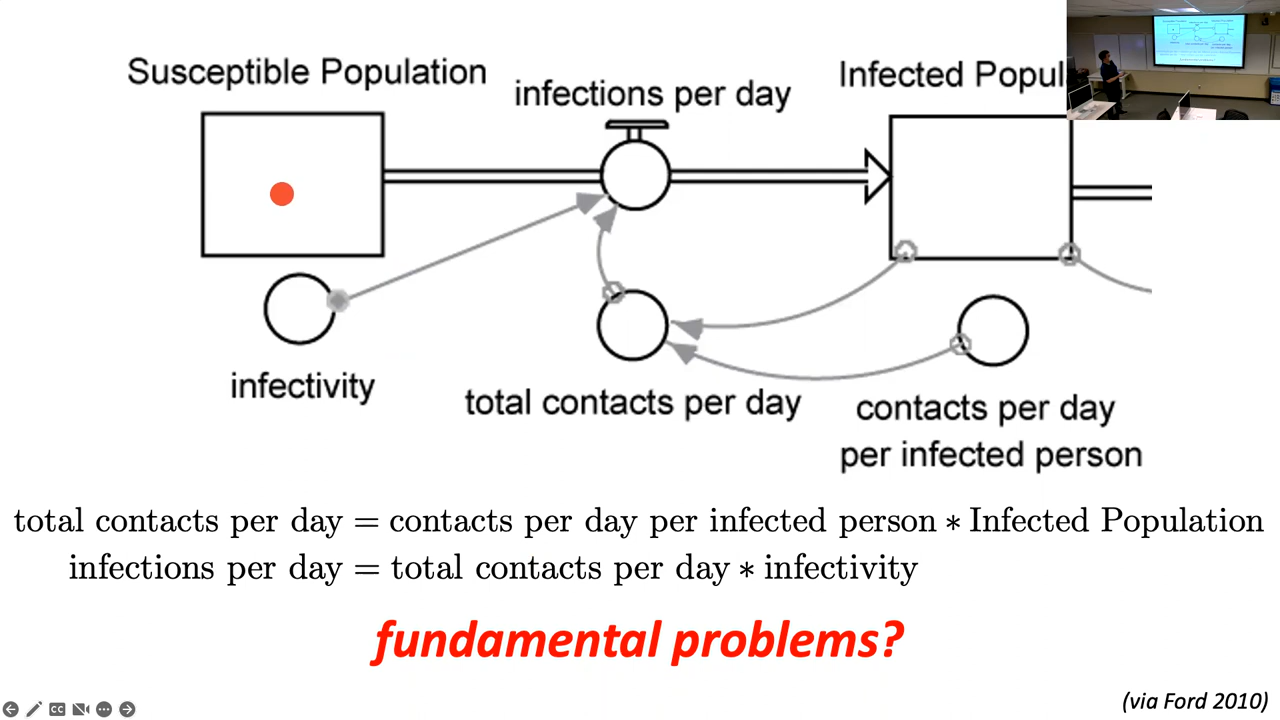 Susceptible Population
infections per day
Infected Popul
infectivity
total contacts per day
contacts per day
per infected person
total contacts per day = contacts per day per infected person ∗ Infected Population
infections per day = total contacts per day ∗ infectivity
fundamental problems?
(via Ford 2010)
CC